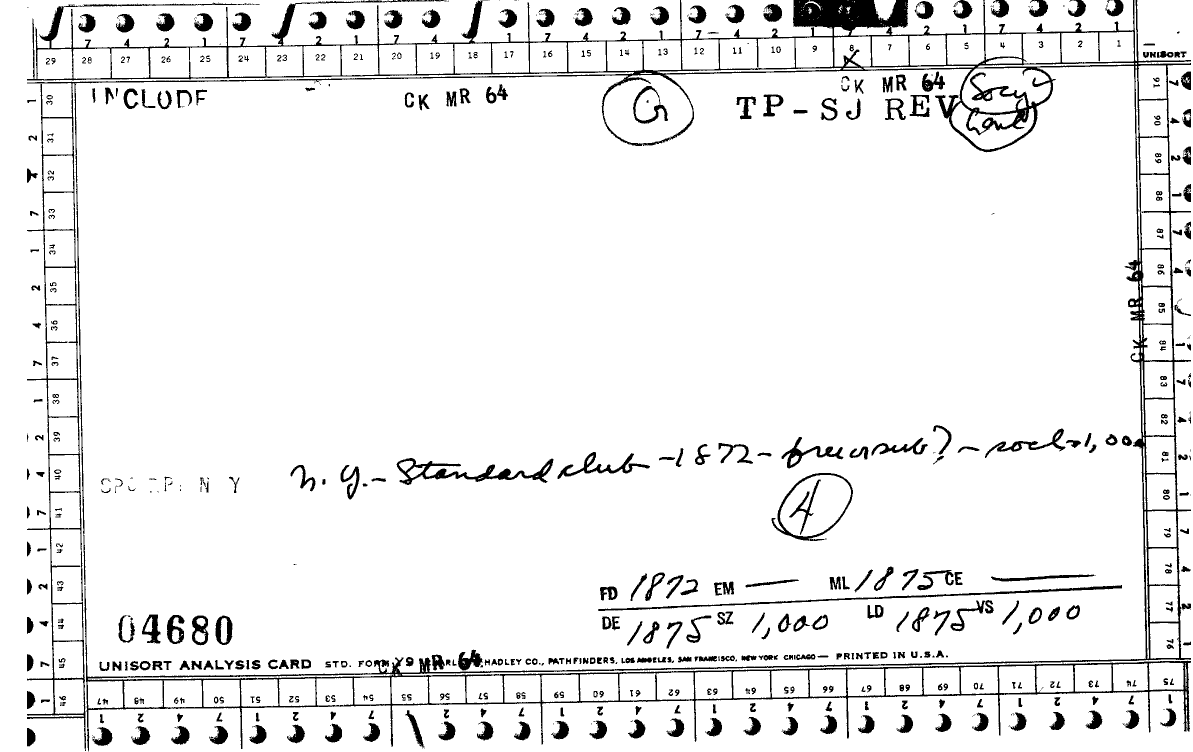 7 4 2 1 7 4 2 1 7 4 2 1 7 4 2 1 7 4 2 1 7 4 2 1
29 28 27 26 25 24 23 22 21 20 19 18 17 16 15 14 13 12 11 10 9 8 7 6 5 4 3 2 1
UNISORT
INCLUDE CK MR 64 G CK MR 64 Socy
TP-SJ REV
CK MR 64
N.Y. - Standard club - 1872 - free or sub? - socl - 1,000
4
FD 1872 EM — ML 1875 CE —
DE 1875 SZ 1,000 LD 1875 VS 1,000
04680
UNISORT ANALYSIS CARD STD. FORM Y9 HADLEY CO., PATHFINDERS, LOS ANGELES, SAN FRANCISCO, NEW YORK CHICAGO — PRINTED IN U.S.A.
CK MR 64
30 31 32 33 34 35 36 37 38 39 40 41 42 43 44 45 46
91 90 89 88 87 86 85 84 83 82 81 80 79 78 77 76
47 48 49 50 51 52 53 54 55 56 57 58 59 60 61 62 63 64 65 66 67 68 69 70 71 72 73 74 75